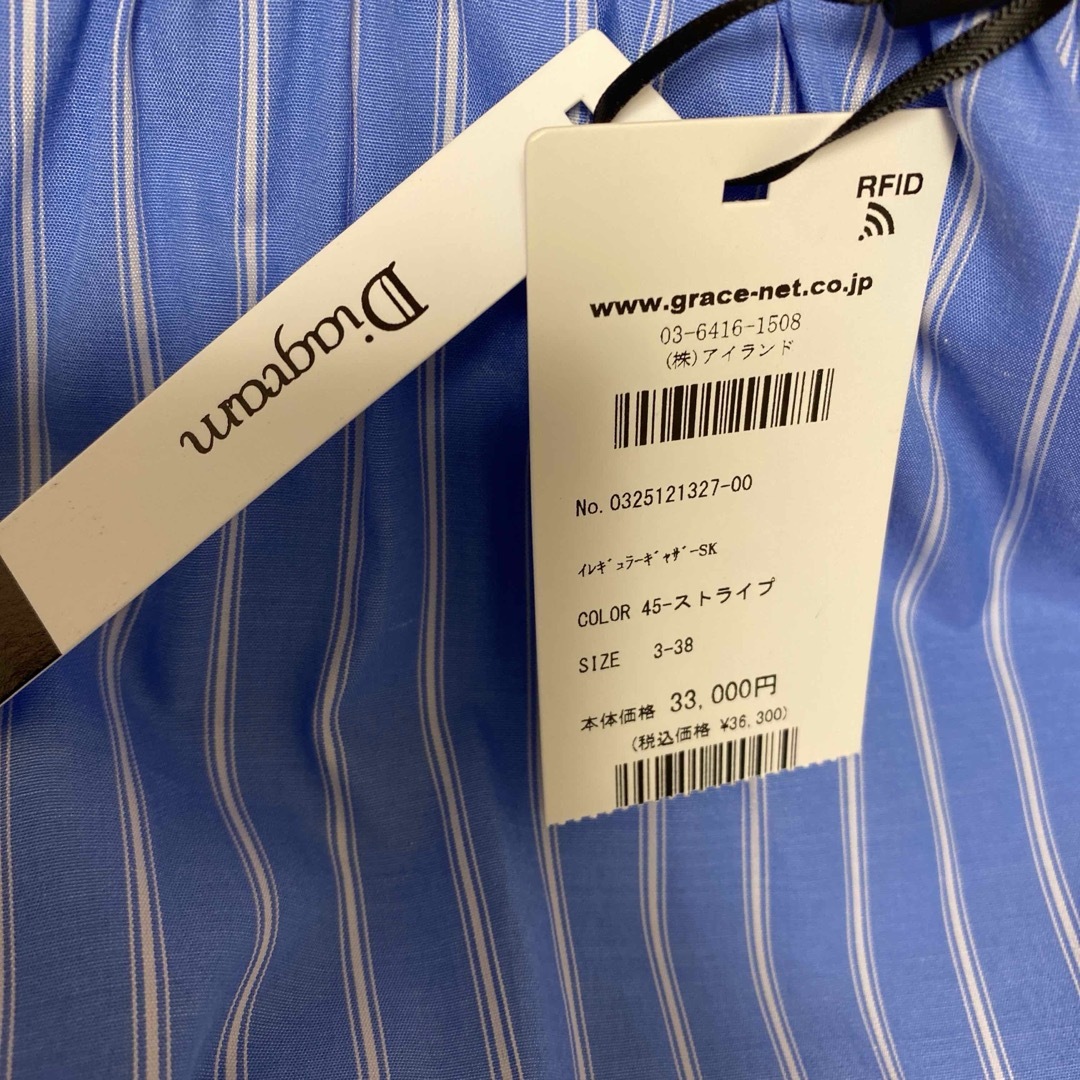 Diagram
RFID
www.grace-net.co.jp
03-6416-1508
(株)アイランド
No. 0325121327-00
ｲﾚｷﾞｭﾗｰｷﾞｬｻﾞｰSK
COLOR 45-ストライプ
SIZE 3-38
本体価格 33,000円
(税込価格 ¥36,300)